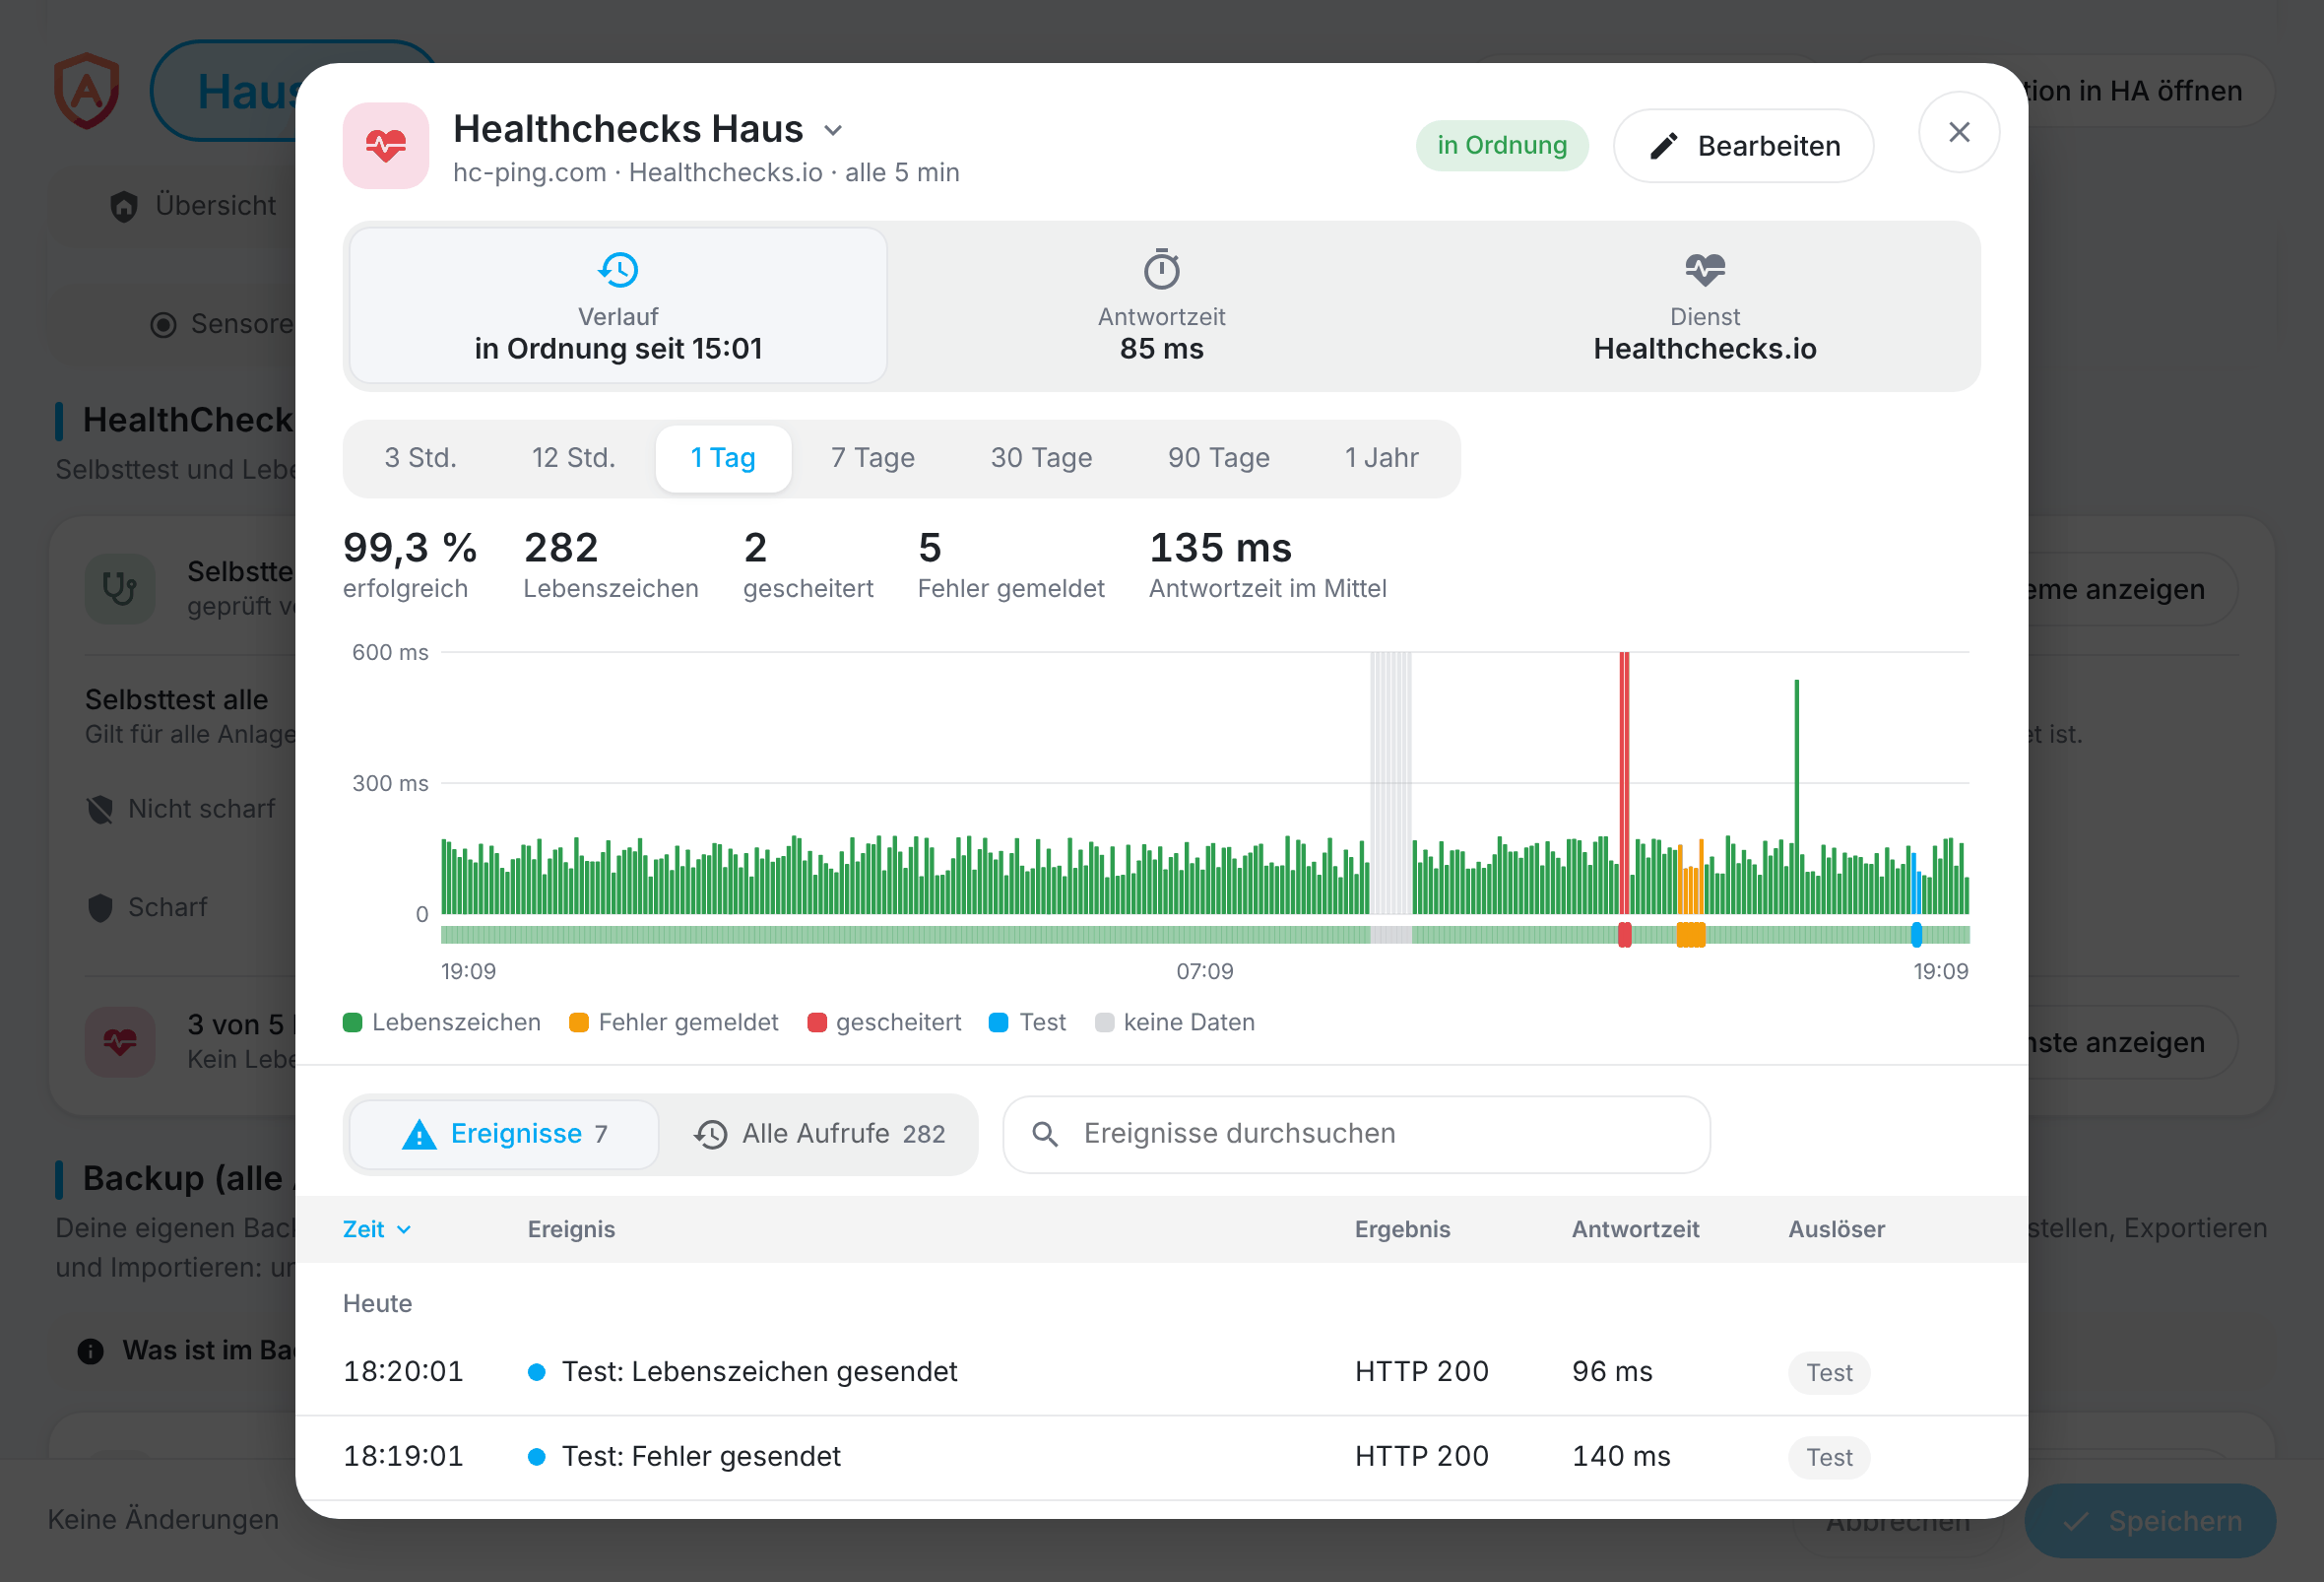 Haus
tion in HA öffnen
Healthchecks Haus
hc-ping.com · Healthchecks.io · alle 5 min
in Ordnung
Bearbeiten
Übersicht
Sensore
Verlauf
in Ordnung seit 15:01
Antwortzeit
85 ms
Dienst
Healthchecks.io
HealthCheck
Selbsttest und Lebe
3 Std.
12 Std.
1 Tag
7 Tage
30 Tage
90 Tage
1 Jahr
99,3 %
erfolgreich
282
Lebenszeichen
2
gescheitert
5
Fehler gemeldet
135 ms
Antwortzeit im Mittel
Selbstte
geprüft v
eme anzeigen
Selbsttest alle
Gilt für alle Anlage
t ist.
Nicht scharf
Scharf
600 ms
300 ms
0
19:09
07:09
19:09
Lebenszeichen
Fehler gemeldet
gescheitert
Test
keine Daten
3 von 5
Kein Lebe
nste anzeigen
Ereignisse 7
Alle Aufrufe 282
Ereignisse durchsuchen
Backup (alle
Deine eigenen Back
stellen, Exportieren
und Importieren: u
Zeit
Ereignis
Ergebnis
Antwortzeit
Auslöser
Heute
Was ist im Ba
18:20:01
Test: Lebenszeichen gesendet
HTTP 200
96 ms
Test
18:19:01
Test: Fehler gesendet
HTTP 200
140 ms
Test
Keine Änderungen
Abbrechen
Speichern